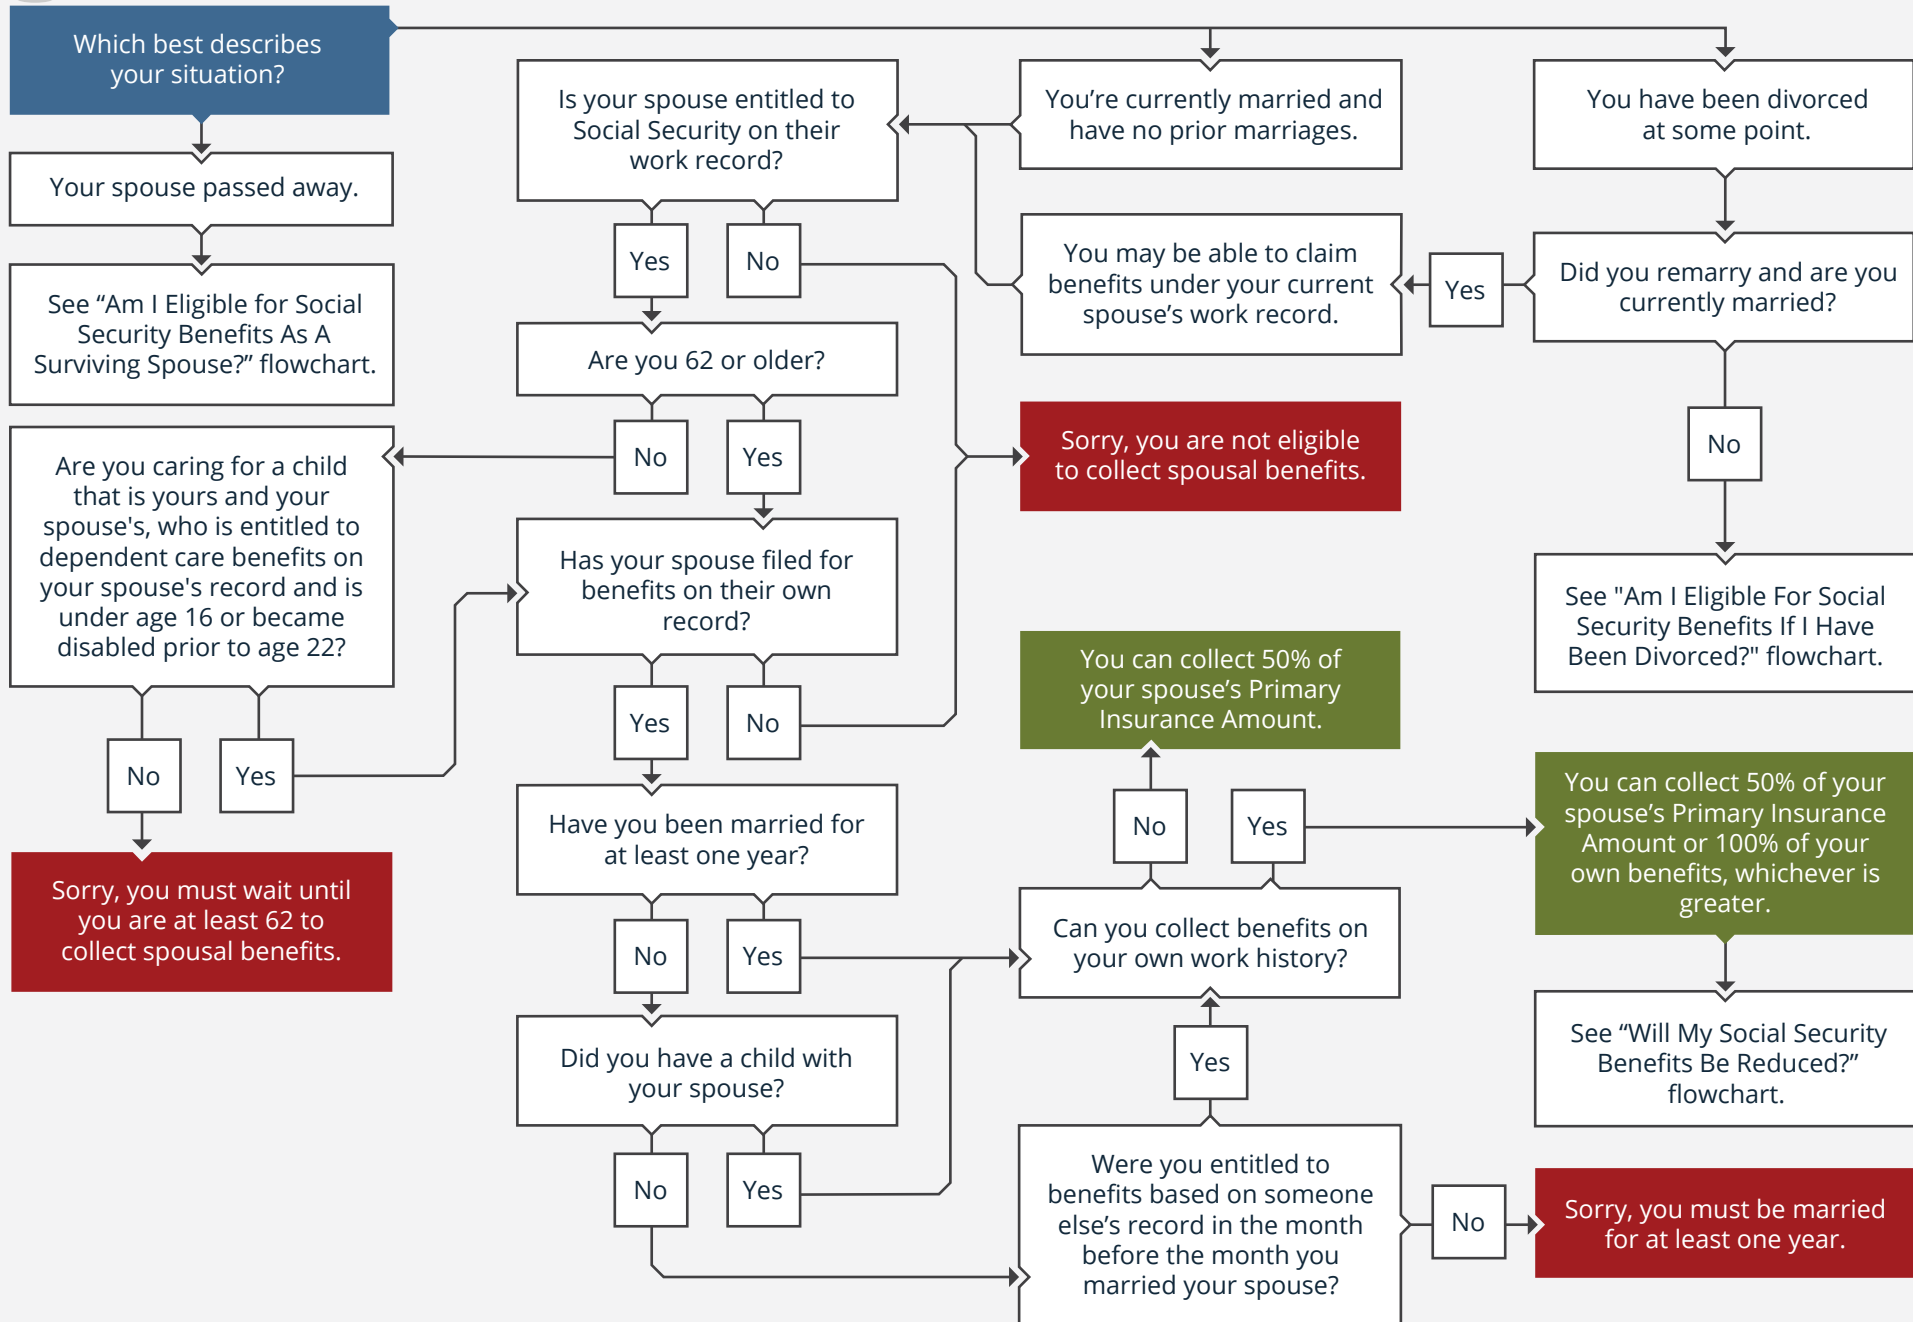 Which best describes
your situation?
Your spouse passed away.
See “Am I Eligible for Social
Security Benefits As A
Surviving Spouse?” flowchart.
You’re currently married and
have no prior marriages.
You have been divorced
at some point.
Did you remarry and are you
currently married?
Yes
No
You may be able to claim
benefits under your current
spouse’s work record.
See "Am I Eligible For Social
Security Benefits If I Have
Been Divorced?" flowchart.
Is your spouse entitled to
Social Security on their
work record?
Yes
No
Are you 62 or older?
No
Yes
Sorry, you are not eligible
to collect spousal benefits.
Are you caring for a child
that is yours and your
spouse's, who is entitled to
dependent care benefits on
your spouse's record and is
under age 16 or became
disabled prior to age 22?
No
Yes
Sorry, you must wait until
you are at least 62 to
collect spousal benefits.
Has your spouse filed for
benefits on their own
record?
Yes
No
Have you been married for
at least one year?
No
Yes
Did you have a child with
your spouse?
No
Yes
You can collect 50% of
your spouse’s Primary
Insurance Amount.
No
Yes
Can you collect benefits on
your own work history?
Yes
Were you entitled to
benefits based on someone
else’s record in the month
before the month you
married your spouse?
No
Sorry, you must be married
for at least one year.
You can collect 50% of your
spouse’s Primary Insurance
Amount or 100% of your
own benefits, whichever is
greater.
See “Will My Social Security
Benefits Be Reduced?”
flowchart.